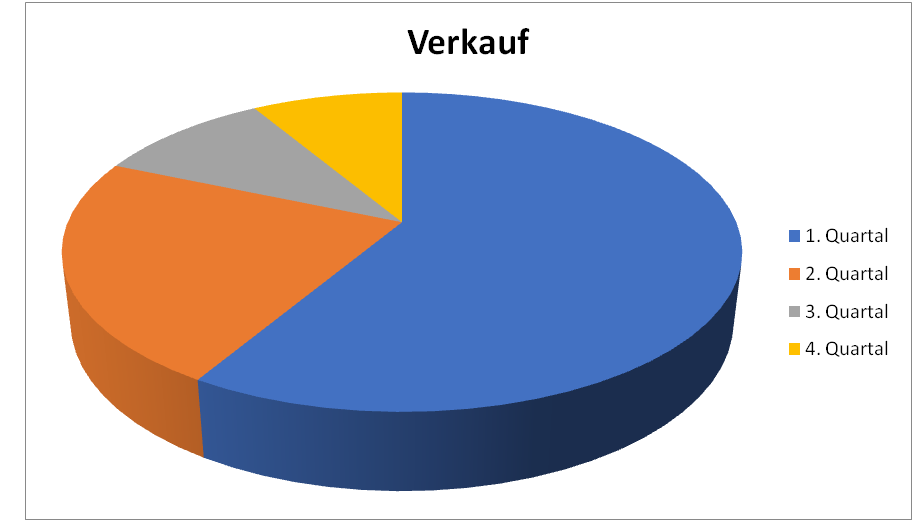 Verkauf
1. Quartal
2. Quartal
3. Quartal
4. Quartal